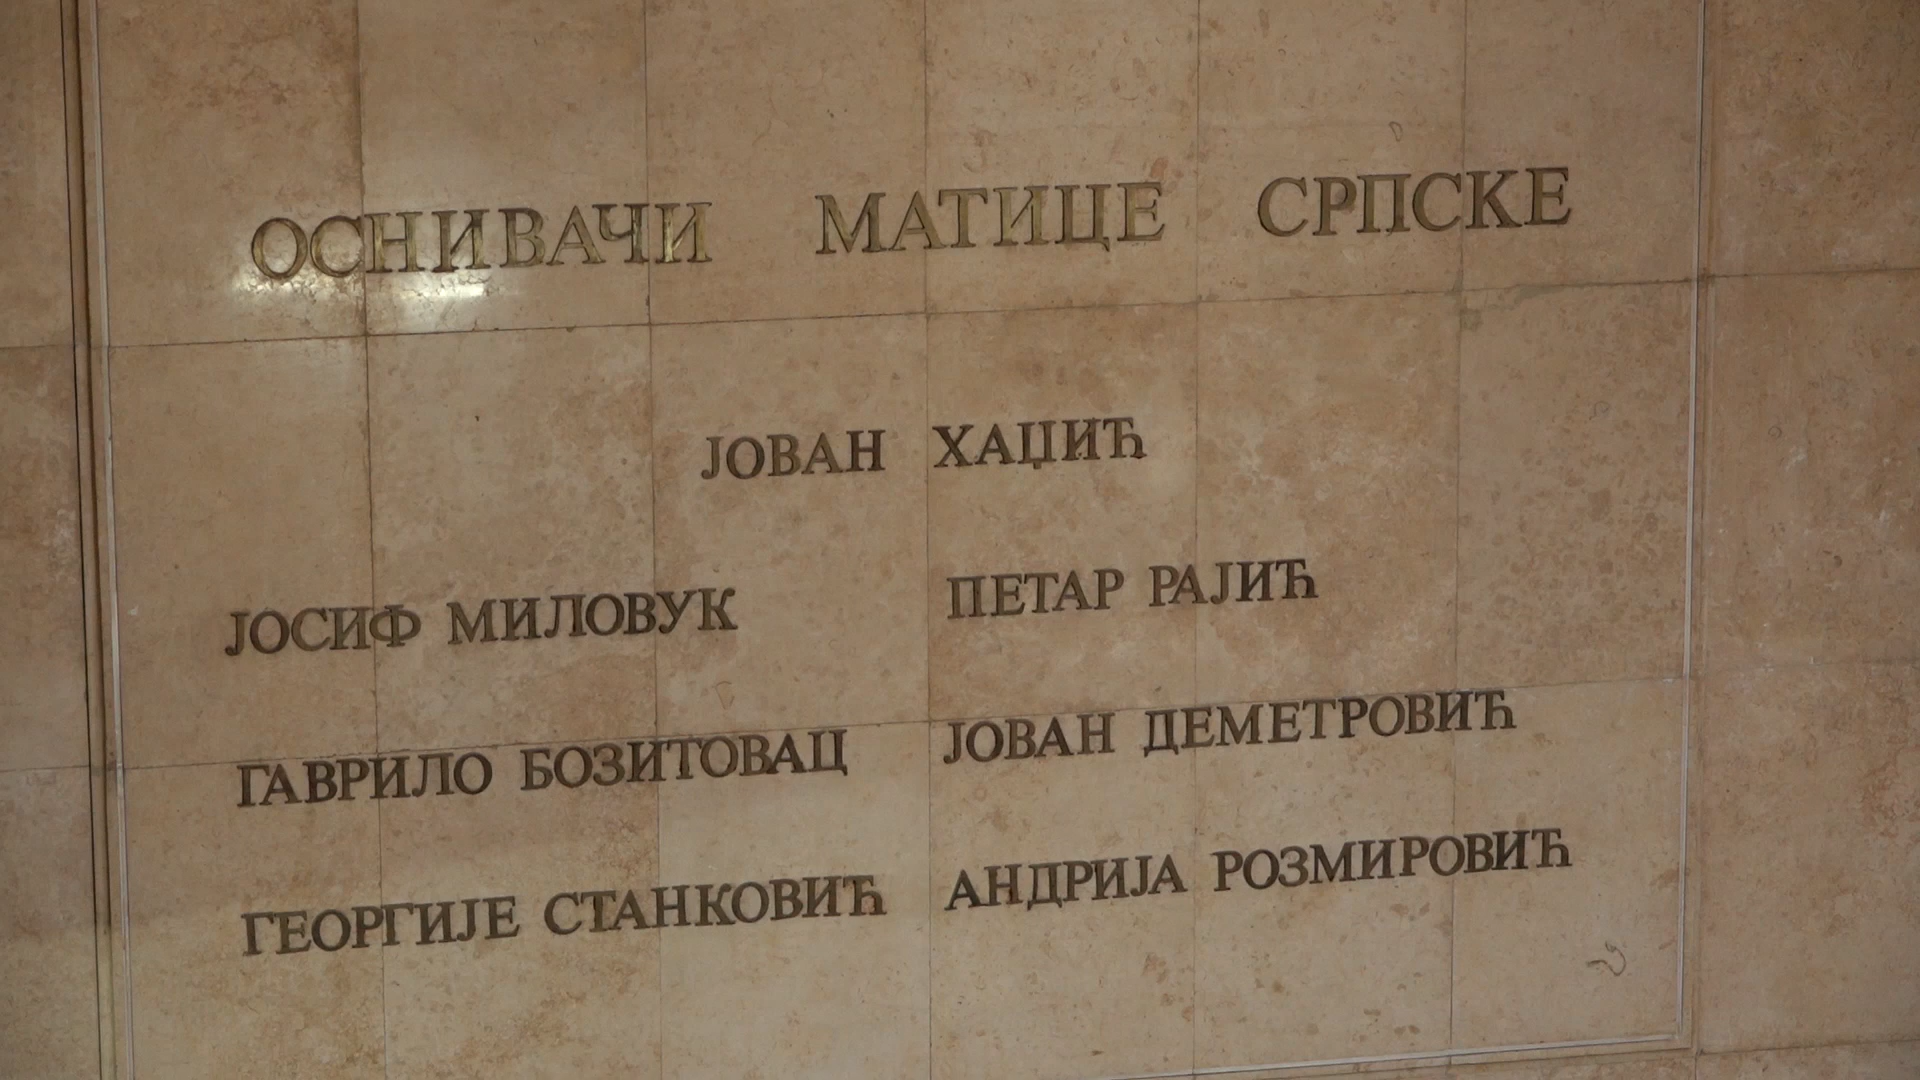 ОСНИВАЧИ МАТИЦЕ СРПСКЕ
ЈОВАН ХАЏИЋ
ЈОСИФ МИЛОВУК ПЕТАР РАЈИЋ
ГАВРИЛО БОЗИТОВАЦ ЈОВАН ДЕМЕТРОВИЋ
ГЕОРГИЈЕ СТАНКОВИЋ АНДРИЈА РОЗМИРОВИЋ